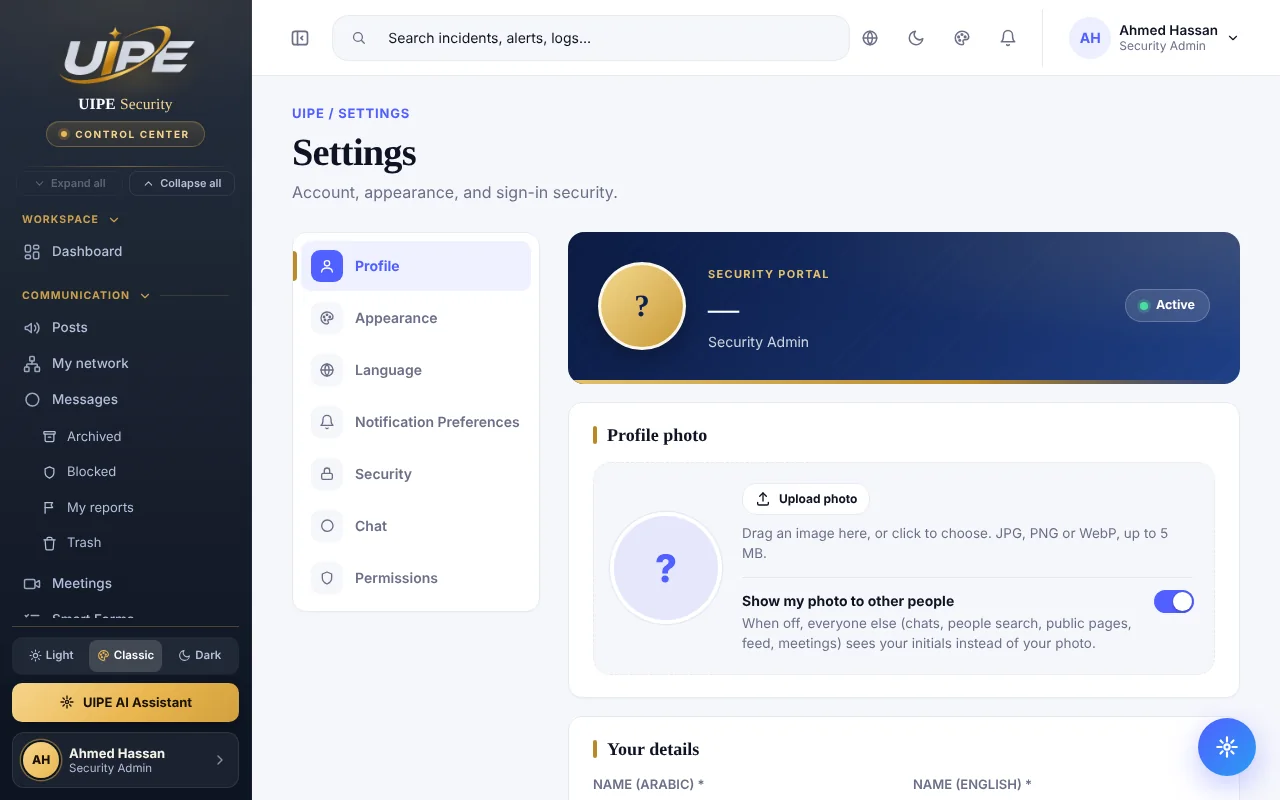 UIPE
UIPE Security
CONTROL CENTER
Expand all
Collapse all
WORKSPACE
Dashboard
COMMUNICATION
Posts
My network
Messages
Archived
Blocked
My reports
Trash
Meetings
Smart Forms
Light
Classic
Dark
UIPE AI Assistant
AH
Ahmed Hassan
Security Admin
Search incidents, alerts, logs...
AH
Ahmed Hassan
Security Admin
UIPE / SETTINGS
Settings
Account, appearance, and sign-in security.
Profile
Appearance
Language
Notification Preferences
Security
Chat
Permissions
?
SECURITY PORTAL
—
Security Admin
Active
Profile photo
?
Upload photo
Drag an image here, or click to choose. JPG, PNG or WebP, up to 5
MB.
Show my photo to other people
When off, everyone else (chats, people search, public pages,
feed, meetings) sees your initials instead of your photo.
Your details
NAME (ARABIC) *
NAME (ENGLISH) *